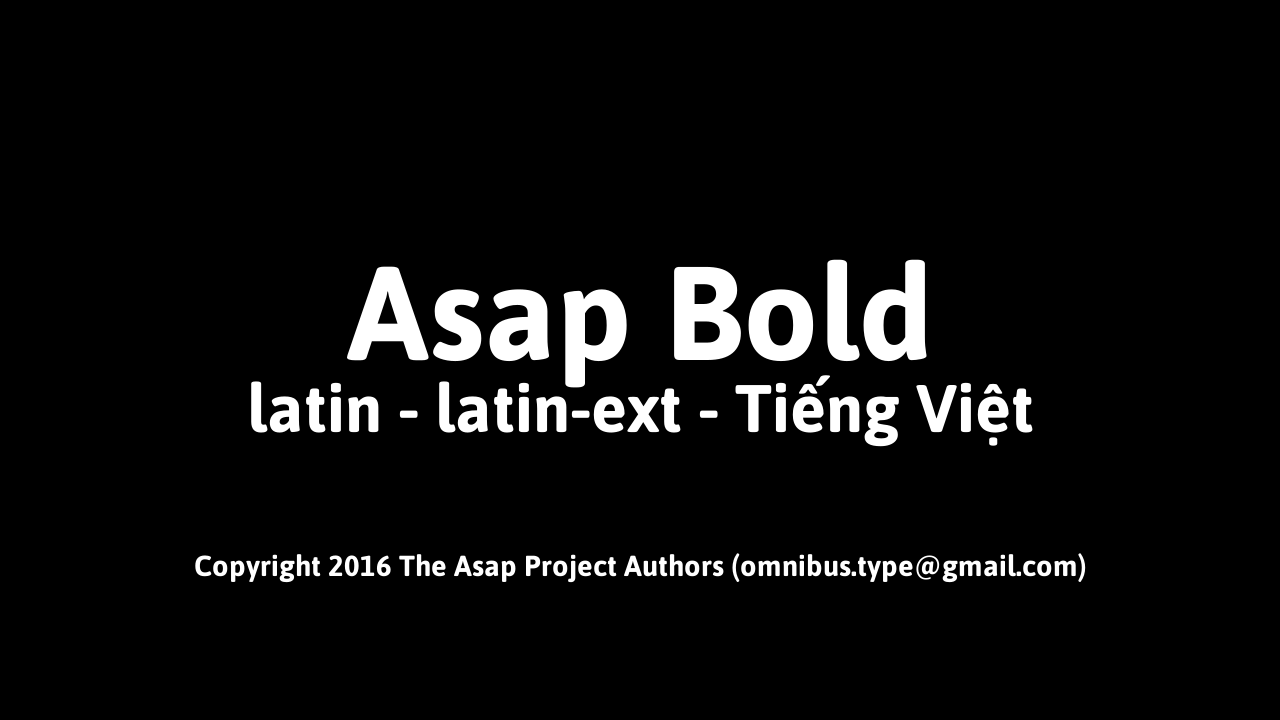 Asap Bold
latin - latin-ext - Tiếng Việt
Copyright 2016 The Asap Project Authors (omnibus.type@gmail.com)